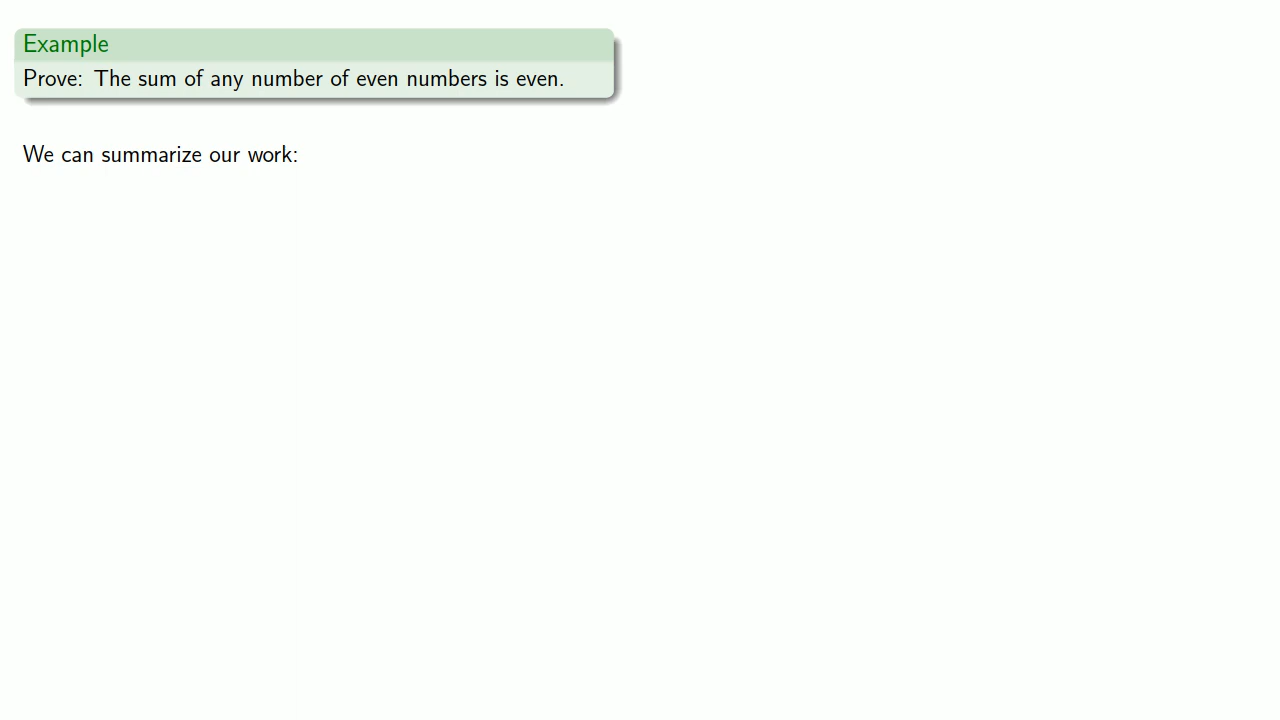 Example
Prove: The sum of any number of even numbers is even.
We can summarize our work: